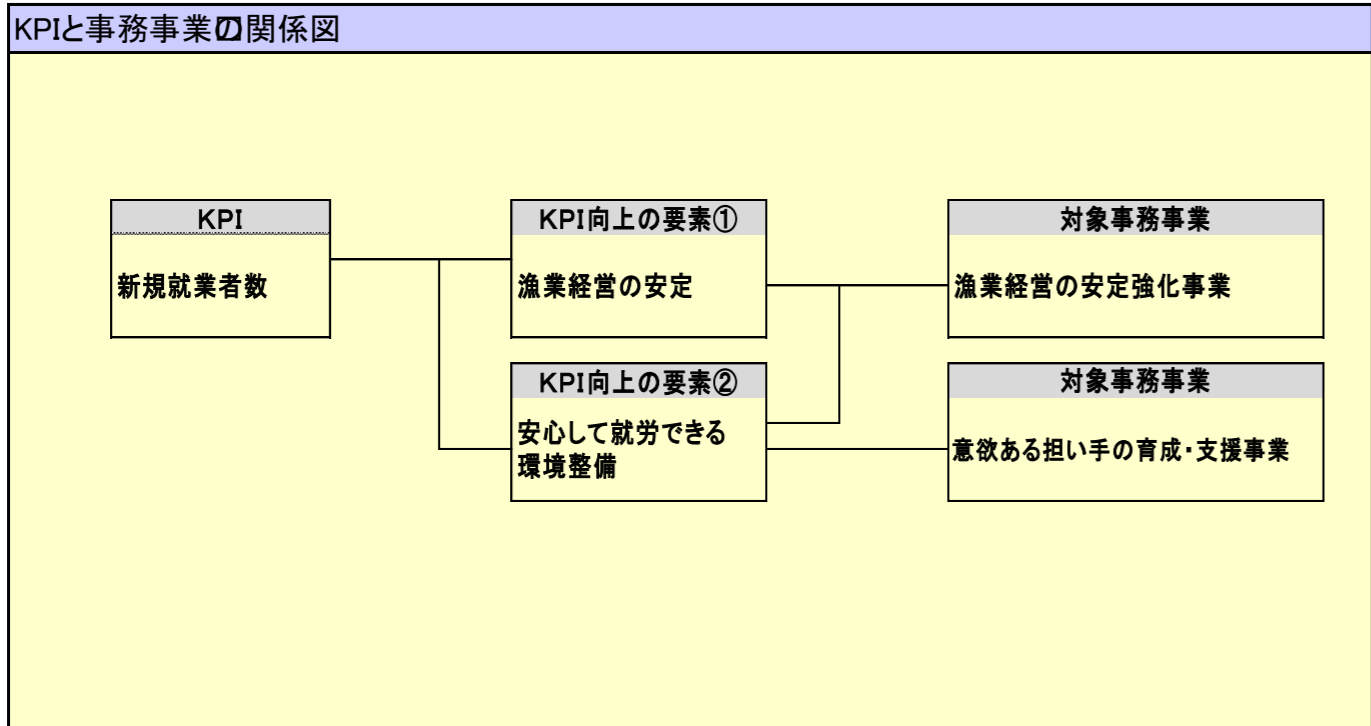 KPIと事務事業の関係図
KPI
新規就業者数
KPI向上の要素①
漁業経営の安定
対象事務事業
漁業経営の安定強化事業
KPI向上の要素②
安心して就労できる
環境整備
対象事務事業
意欲ある担い手の育成・支援事業